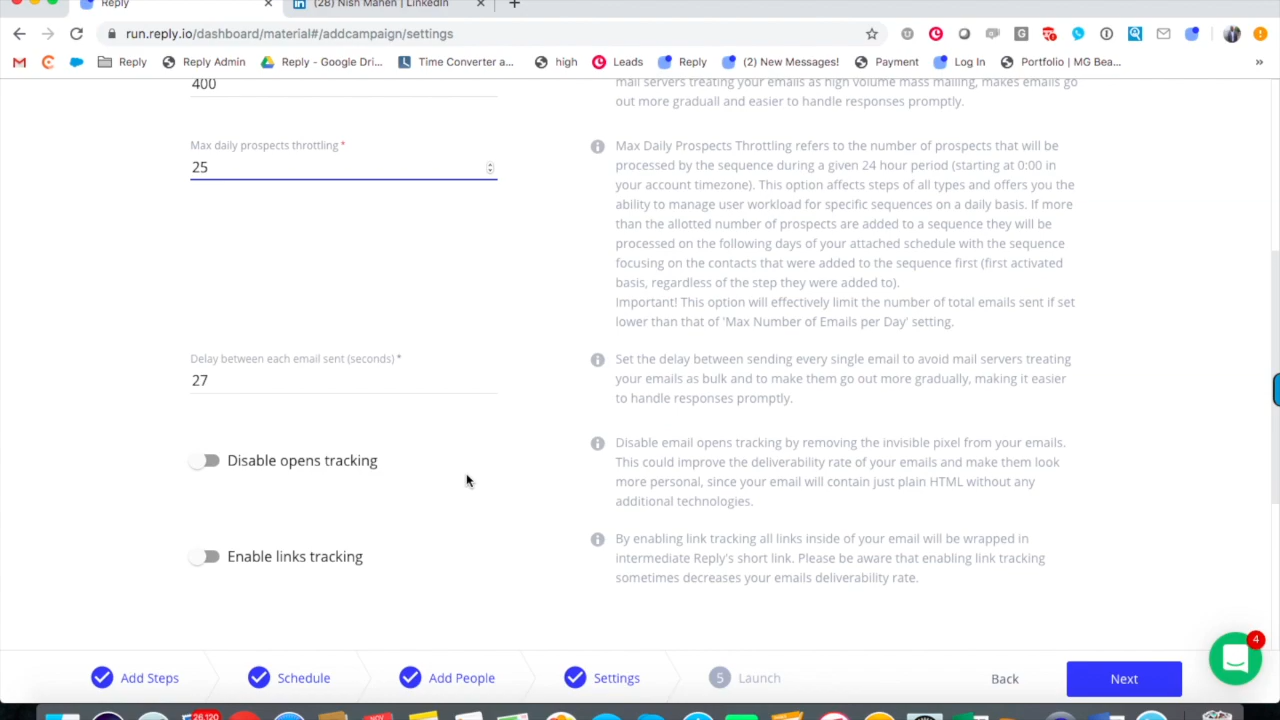 Reply
(28) Nish Maneh | LinkedIn
run.reply.io/dashboard/material#/addcampaign/settings
Reply
Reply Admin
Reply - Google Dri...
Time Converter a...
high
Leads
Reply
(2) New Messages!
Payment
Log In
Portfolio | MG Bea...
»
400
mail servers treating your emails as high volume mass mailing, makes emails go
out more graduall and easier to handle responses promptly.
Max daily prospects throttling *
25
Max Daily Prospects Throttling refers to the number of prospects that will be
processed by the sequence during a given 24 hour period (starting at 0:00 in
your account timezone). This option affects steps of all types and offers you the
ability to manage user workload for specific sequences on a daily basis. If more
than the allotted number of prospects are added to a sequence they will be
processed on the following days of your attached schedule with the sequence
focusing on the contacts that were added to the sequence first (first activated
basis, regardless of the step they were added to).
Important! This option will effectively limit the number of total emails sent if set
lower than that of 'Max Number of Emails per Day' setting.
Delay between each email sent (seconds) *
27
Set the delay between sending every single email to avoid mail servers treating
your emails as bulk and to make them go out more gradually, making it easier
to handle responses promptly.
Disable opens tracking
Disable email opens tracking by removing the invisible pixel from your emails.
This could improve the deliverability rate of your emails and make them look
more personal, since your email will contain just plain HTML without any
additional technologies.
Enable links tracking
By enabling link tracking all links inside of your email will be wrapped in
intermediate Reply's short link. Please be aware that enabling link tracking
sometimes decreases your emails deliverability rate.
4
Add Steps
Schedule
Add People
Settings
5
Launch
Back
Next
26,120
NOV